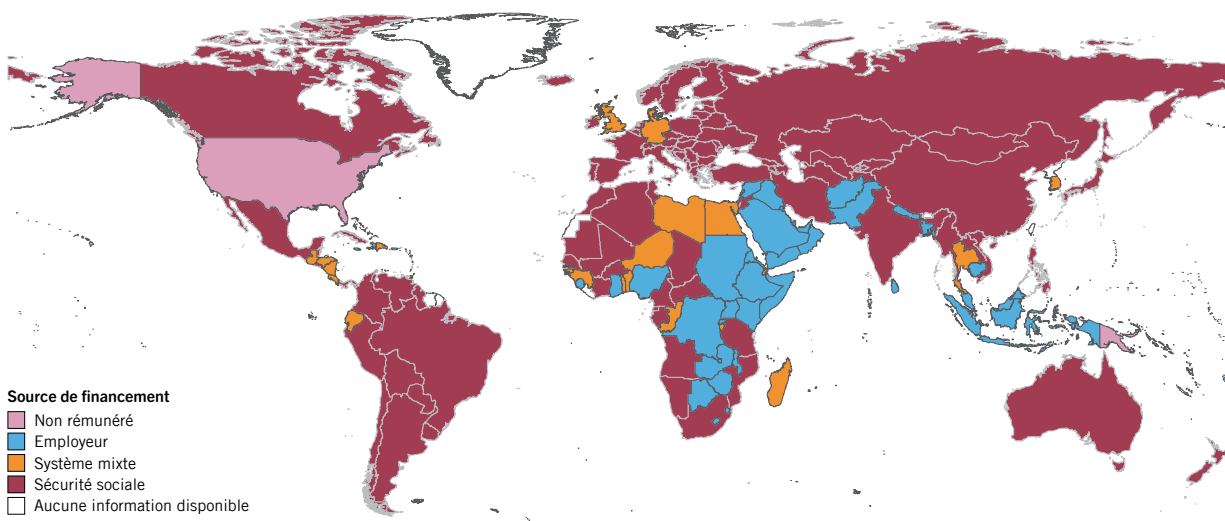 Source de financement
Non rémunéré
Employeur
Système mixte
Sécurité sociale
Aucune information disponible